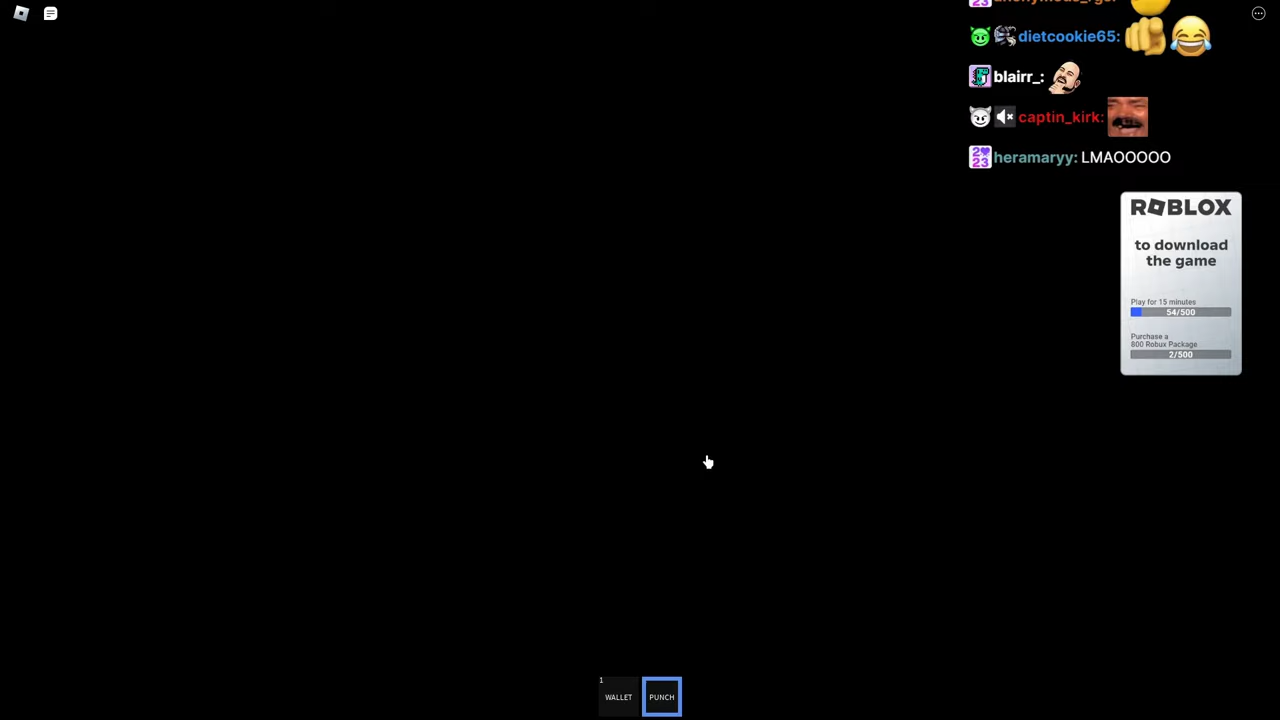 dietcookie65:
blairr_:
captin_kirk:
2023 heramaryy: LMAOOOOO
ROBLOX
to download
the game
Play for 15 minutes
54/500
Purchase a
800 Robux Package
2/500
1
WALLET
PUNCH